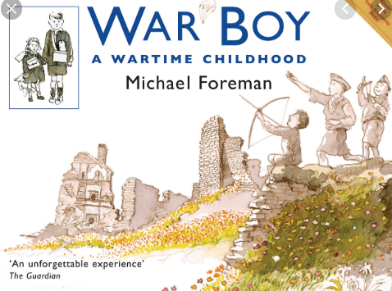 WAR BOY
A WARTIME CHILDHOOD
Michael Foreman
'An unforgettable experience'
The Guardian